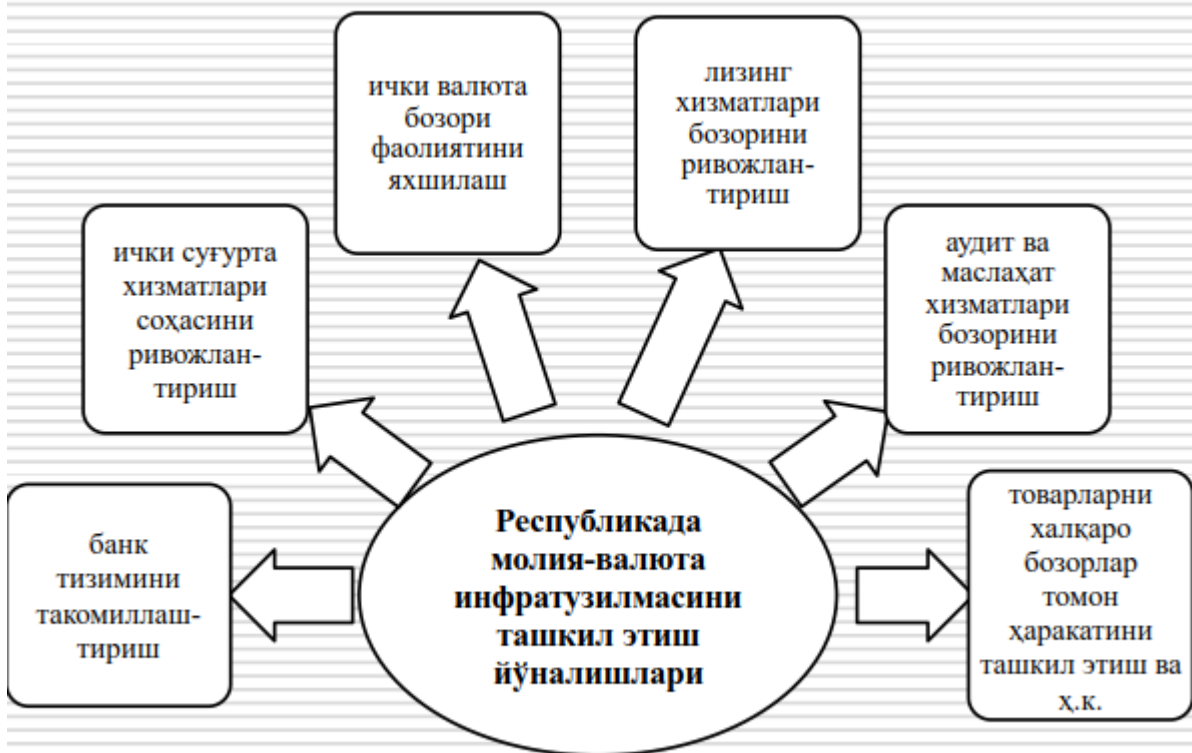 ички валюта
бозори
фаолиятини
яхшилаш
лизинг
хизматлари
бозорини
ривожлан-
тириш
ички суғурта
хизматлари
соҳасини
ривожлан-
тириш
аудит ва
маслаҳат
хизматлари
бозорини
ривожлан-
тириш
банк
тизимини
такомиллаш-
тириш
Республикада
молия-валюта
инфратузилмасини
ташкил этиш
йўналишлари
товарларни
халқаро
бозорлар
томон
ҳаракатини
ташкил этиш ва
ҳ.к.